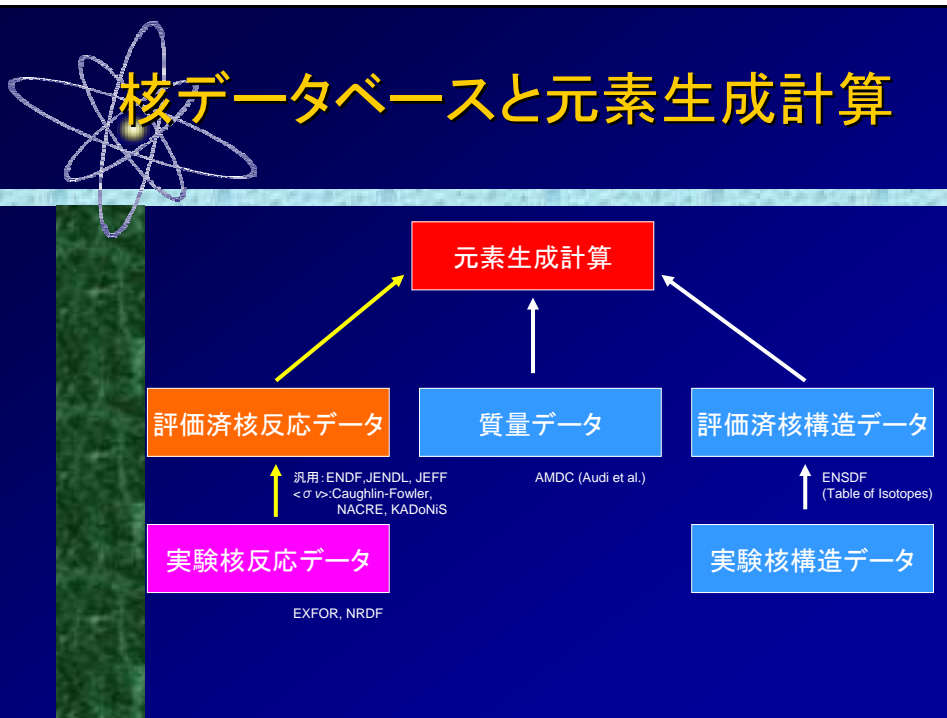 核データベースと元素生成計算
元素生成計算
評価済核反応データ
質量データ
評価済核構造データ
汎用:ENDF,JENDL, JEFF
<σv>:Caughlin-Fowler,
NACRE, KADoNiS
AMDC (Audi et al.)
ENSDF
(Table of Isotopes)
実験核反応データ
実験核構造データ
EXFOR, NRDF